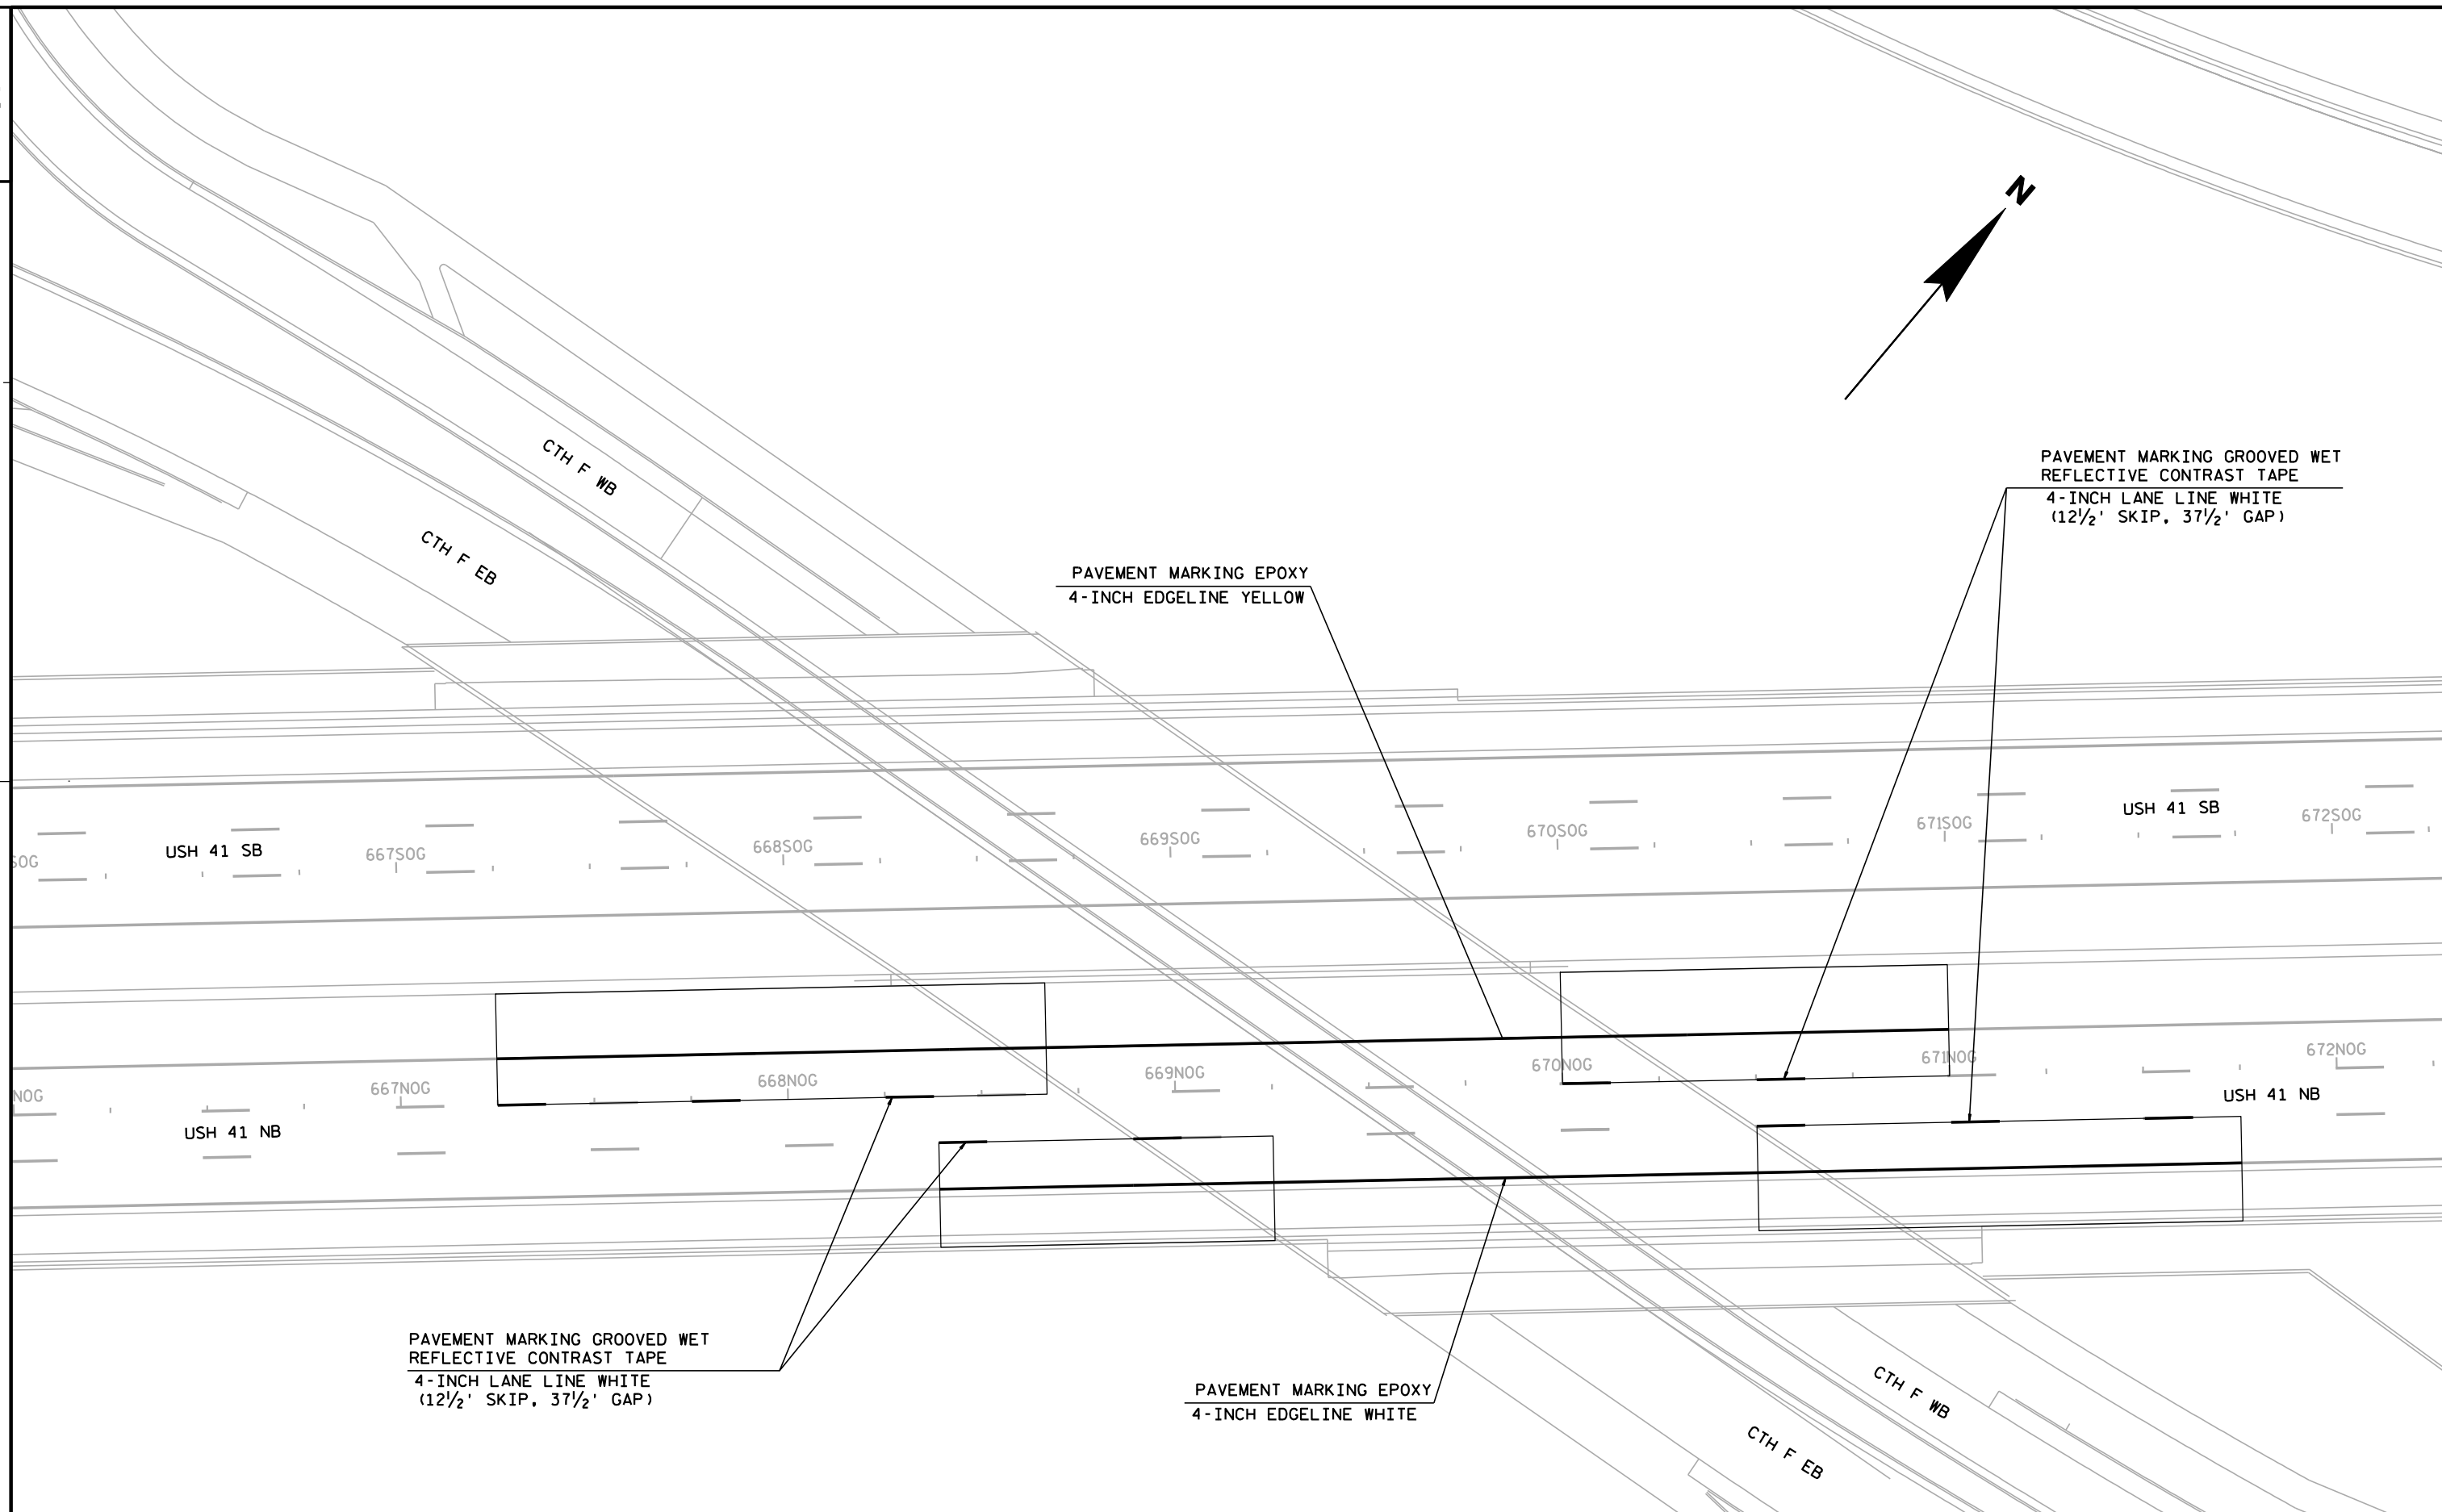 N
CTH F WB
CTH F EB
PAVEMENT MARKING GROOVED WET
REFLECTIVE CONTRAST TAPE
4-INCH LANE LINE WHITE
(12½' SKIP, 37½' GAP)
PAVEMENT MARKING EPOXY
4-INCH EDGELINE YELLOW
USH 41 SB
SOG
667SOG
668SOG
669SOG
670SOG
671SOG
672SOG
USH 41 SB
NOG
667NOG
668NOG
669NOG
670NOG
671NOG
672NOG
USH 41 NB
USH 41 NB
PAVEMENT MARKING GROOVED WET
REFLECTIVE CONTRAST TAPE
4-INCH LANE LINE WHITE
(12½' SKIP, 37½' GAP)
PAVEMENT MARKING EPOXY
4-INCH EDGELINE WHITE
CTH F WB
CTH F EB